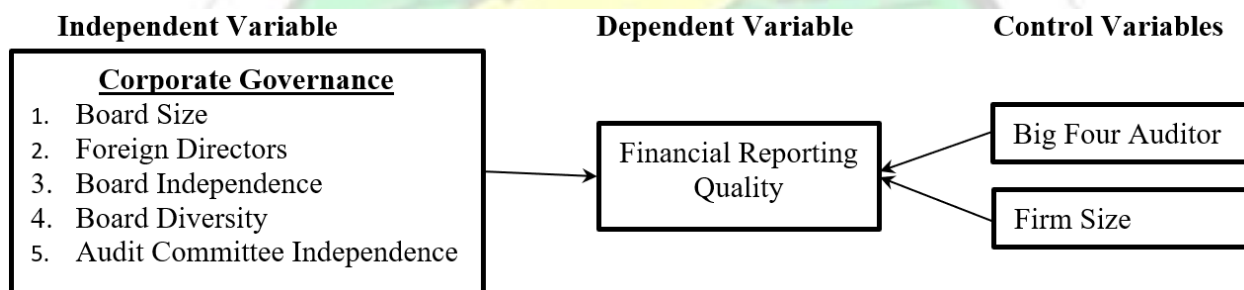 Independent Variable
Dependent Variable
Control Variables
Corporate Governance
1. Board Size
2. Foreign Directors
3. Board Independence
4. Board Diversity
5. Audit Committee Independence
Financial Reporting
Quality
Big Four Auditor
Firm Size